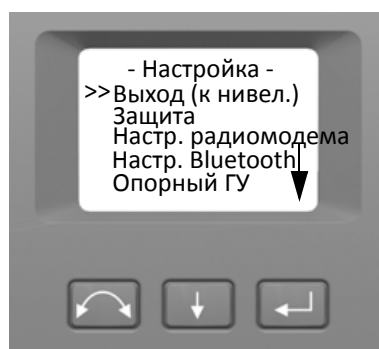 - Настройка -
>>Выход (к нивел.)
Защита
Настр. радиомодема
Настр. Bluetooth
Опорный ГУ